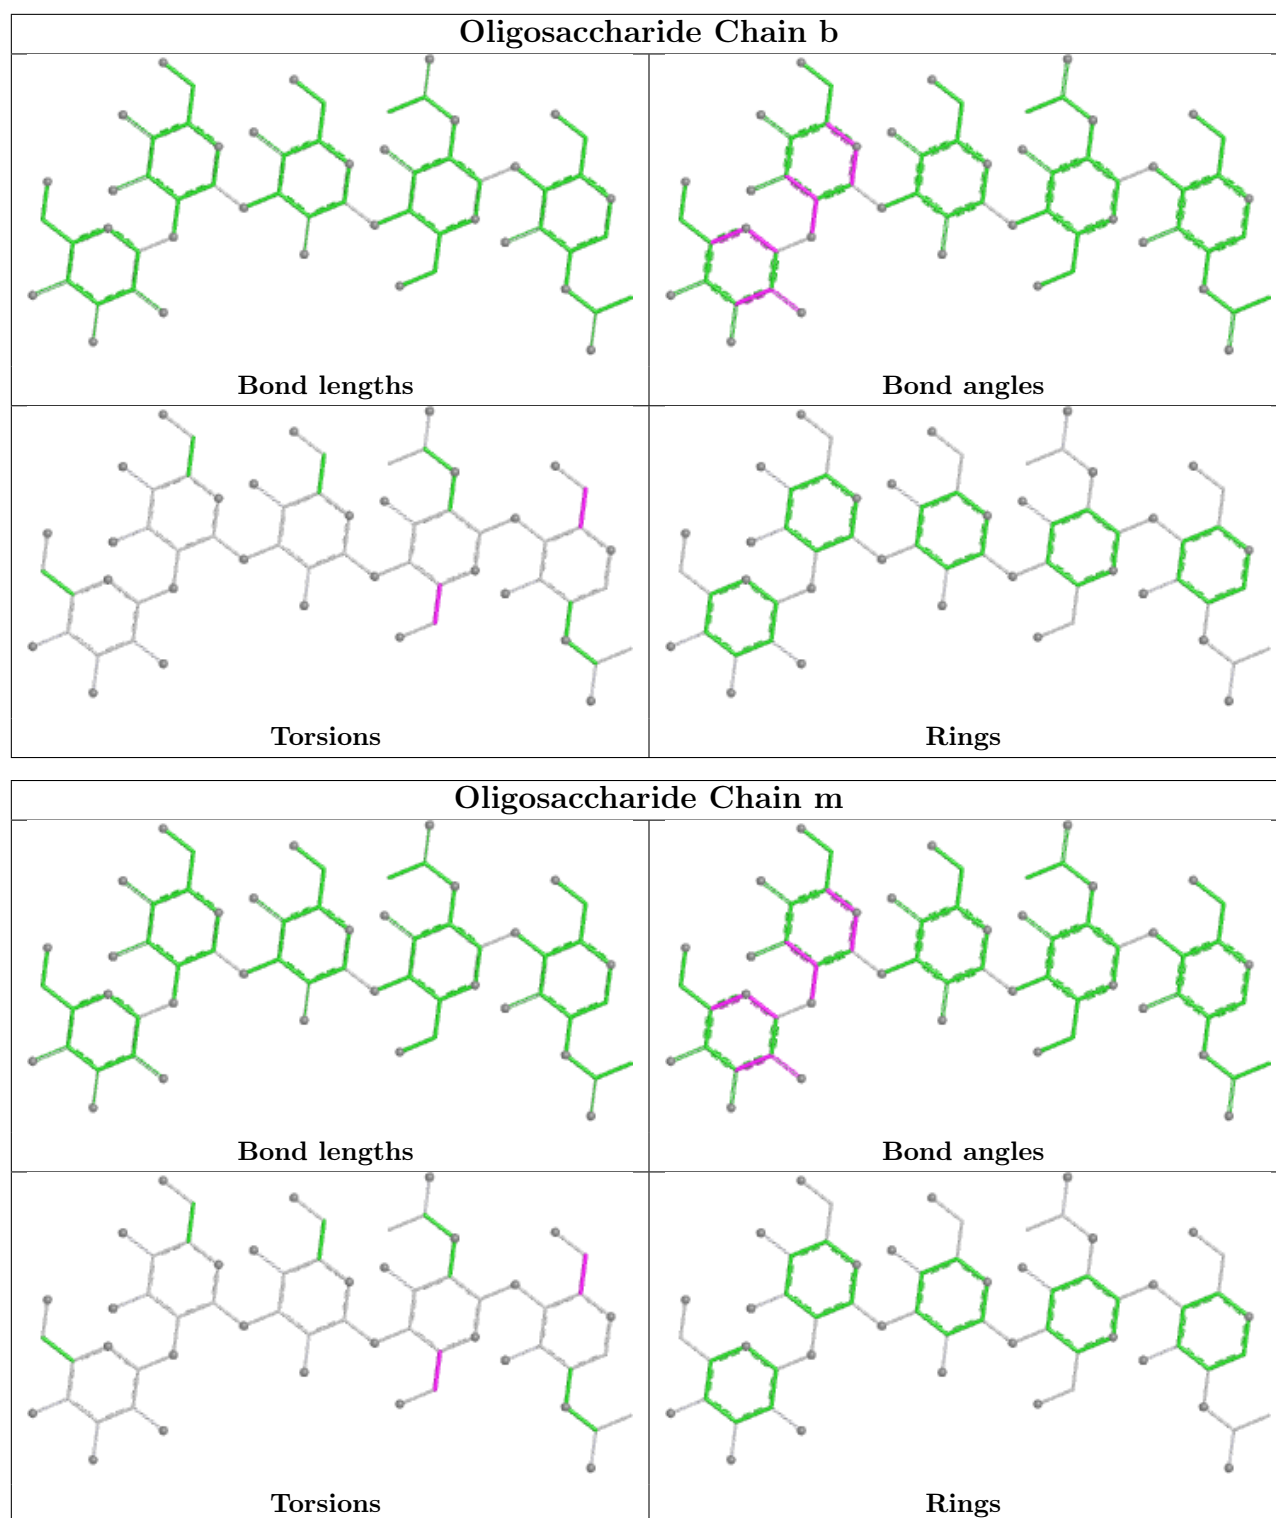 Oligosaccharide Chain b
Bond lengths
Bond angles
Torsions
Rings
Oligosaccharide Chain m
Bond lengths
Bond angles
Torsions
Rings